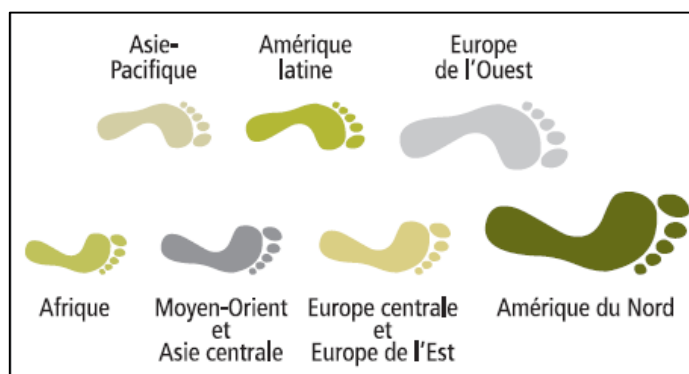 Asie-
Pacifique
Amérique
latine
Europe
de l'Ouest
Afrique
Moyen-Orient
et
Asie centrale
Europe centrale
et
Europe de l'Est
Amérique du Nord